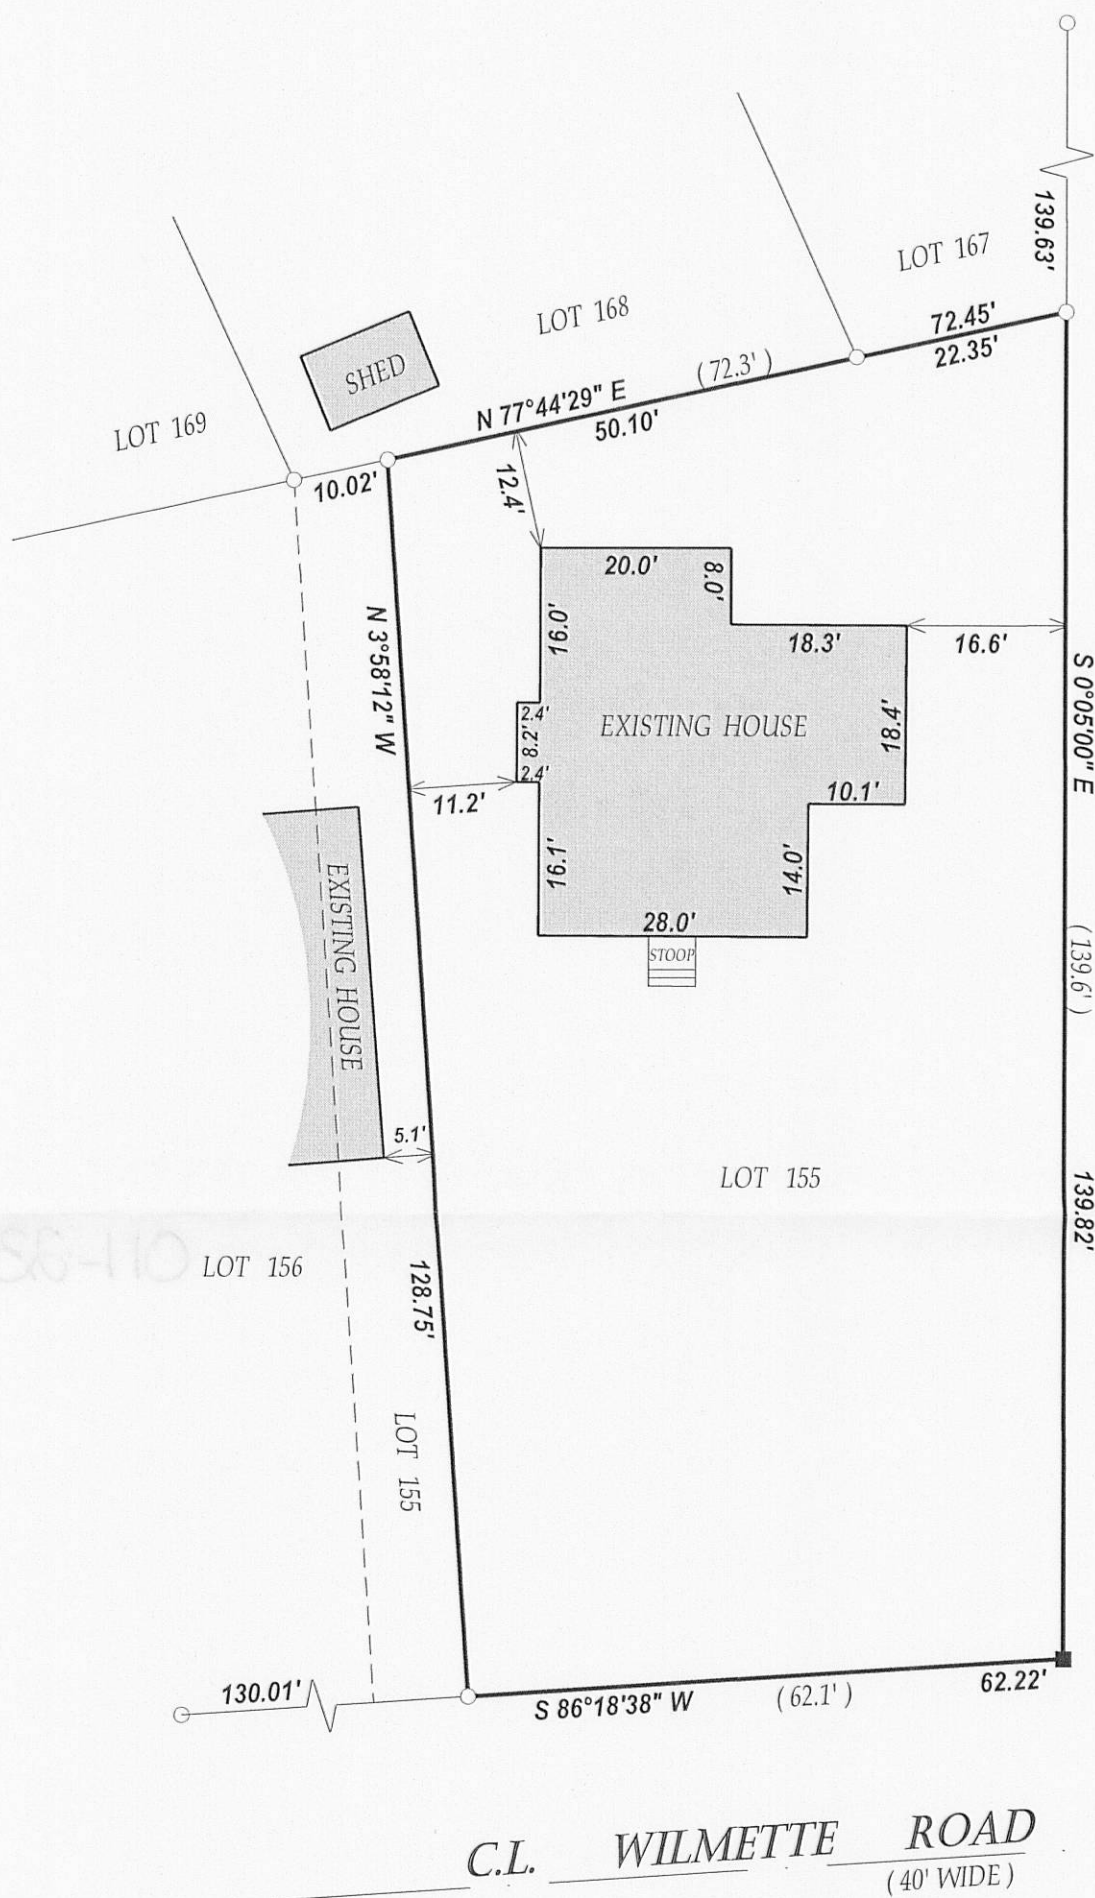 139.63'
LOT 167
72.45'
22.35'
LOT 168
( 72.3' )
N 77°44'29" E
50.10'
SHED
LOT 169
10.02'
12.4'
20.0'
8.0'
16.0'
18.3'
16.6'
N 3°58'12" W
S 0°05'00" E
2.4'
8.2'
2.4'
EXISTING HOUSE
18.4'
11.2'
10.1'
16.1'
14.0'
28.0'
STOOP
EXISTING HOUSE
( 139.6' )
5.1'
LOT 155
139.82'
LOT 156
128.75'
LOT 155
130.01'
S 86°18'38" W
( 62.1' )
62.22'
C.L. WILMETTE ROAD
( 40' WIDE )